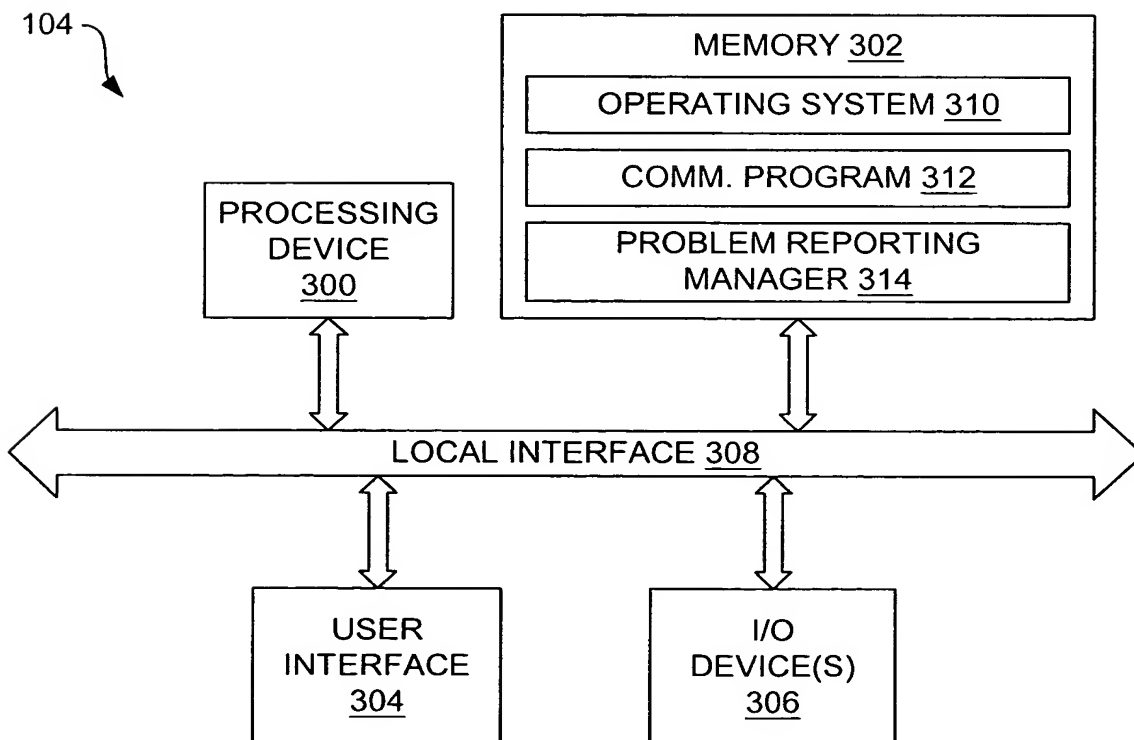 104
MEMORY 302
OPERATING SYSTEM 310
COMM. PROGRAM 312
PROBLEM REPORTING
MANAGER 314
PROCESSING
DEVICE
300
LOCAL INTERFACE 308
USER
INTERFACE
304
I/O
DEVICE(S)
306